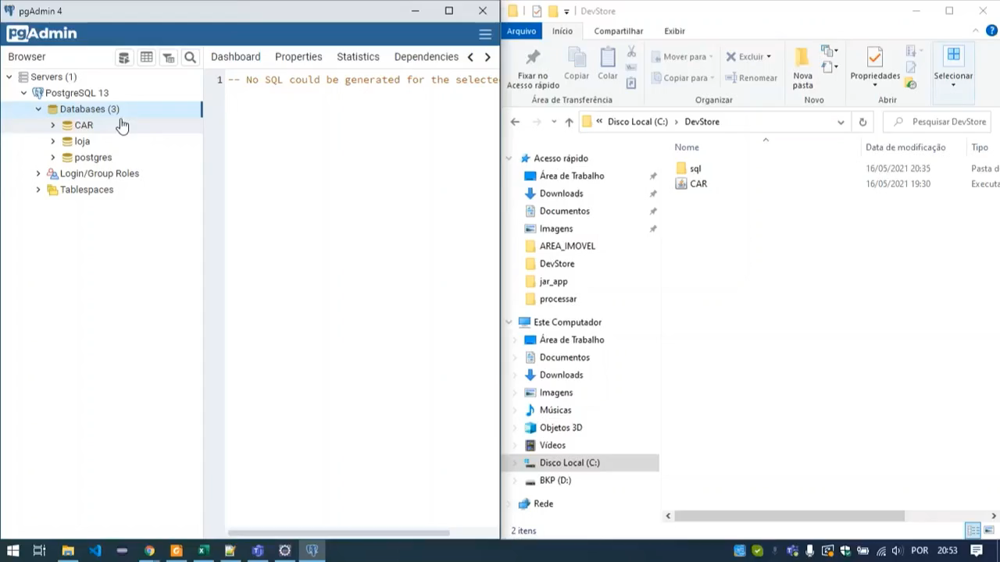 pgAdmin 4
pgAdmin
Browser
Dashboard
Properties
Statistics
Dependencies
Servers (1)
PostgreSQL 13
Databases (3)
CAR
loja
postgres
Login/Group Roles
Tablespaces
1 -- No SQL could be generated for the selecte
DevStore
Arquivo
Início
Compartilhar
Exibir
Fixar no
Acesso rápido
Copiar
Colar
Mover para
Copiar para
Excluir
Renomear
Nova
pasta
Propriedades
Selecionar
Área de Transferência
Organizar
Novo
Abrir
« Disco Local (C:) › DevStore
Pesquisar DevStore
Nome
Data de modificação
Tipo
sql
16/05/2021 20:35
Pasta d
CAR
16/05/2021 19:30
Executa
Acesso rápido
Área de Trabalho
Downloads
Documentos
Imagens
AREA_IMOVEL
DevStore
jar_app
processar
Este Computador
Área de Trabalho
Documentos
Downloads
Imagens
Músicas
Objetos 3D
Vídeos
Disco Local (C:)
BKP (D:)
Rede
2 itens
POR
20:53